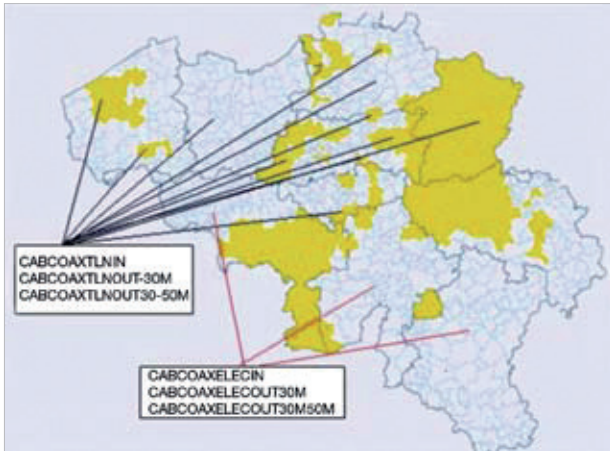 CABCOAXTLNIN
CABCOAXTLNOUT-30M
CABCOAXTLNOUT30-50M
CABCOAXELECIN
CABCOAXELECOUT30M
CABCOAXELECOUT30M50M